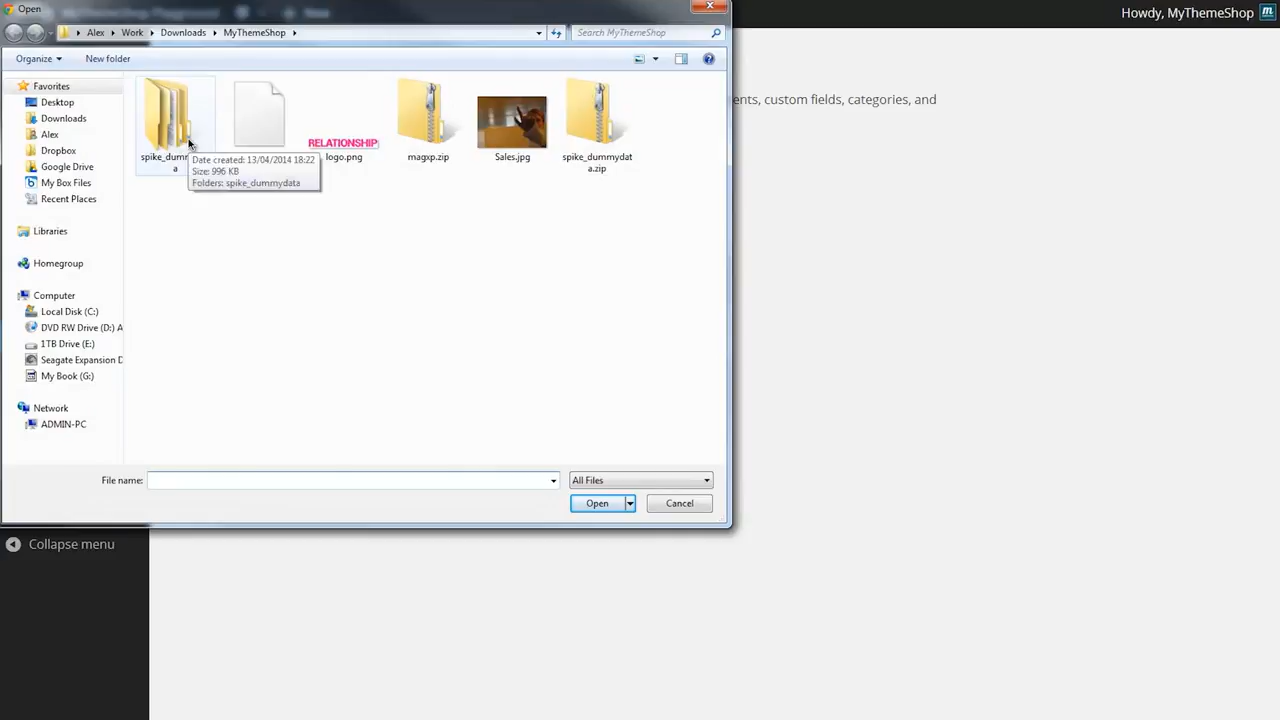 Open
Howdy, MyThemeShop
Alex Work Downloads MyThemeShop
Search MyThemeShop
Organize
New folder
Favorites
Desktop
Downloads
Alex
Dropbox
Google Drive
My Box Files
Recent Places
Libraries
Homegroup
Computer
Local Disk (C:)
DVD RW Drive (D:) A
1TB Drive (E:)
Seagate Expansion D
My Book (G:)
Network
ADMIN-PC
spike_dumm
a
Date created: 13/04/2014 18:22
Size: 996 KB
Folders: spike_dummydata
RELATIONSHIP
logo.png
magxp.zip
Sales.jpg
spike_dummydat
a.zip
ents, custom fields, categories, and
File name:
All Files
Open
Cancel
Collapse menu